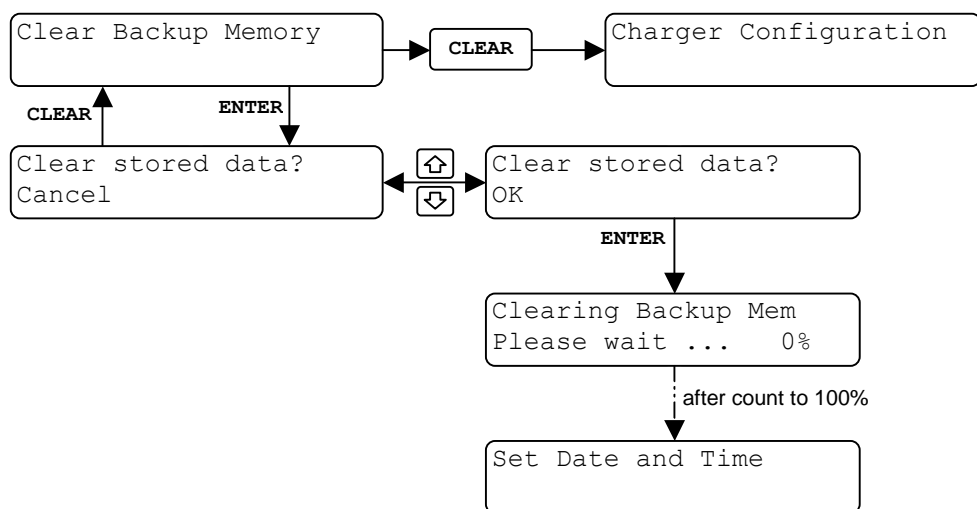 Clear Backup Memory
CLEAR
Charger Configuration
CLEAR
ENTER
Clear stored data?
Cancel
Clear stored data?
OK
ENTER
Clearing Backup Mem
Please wait ... 0%
after count to 100%
Set Date and Time